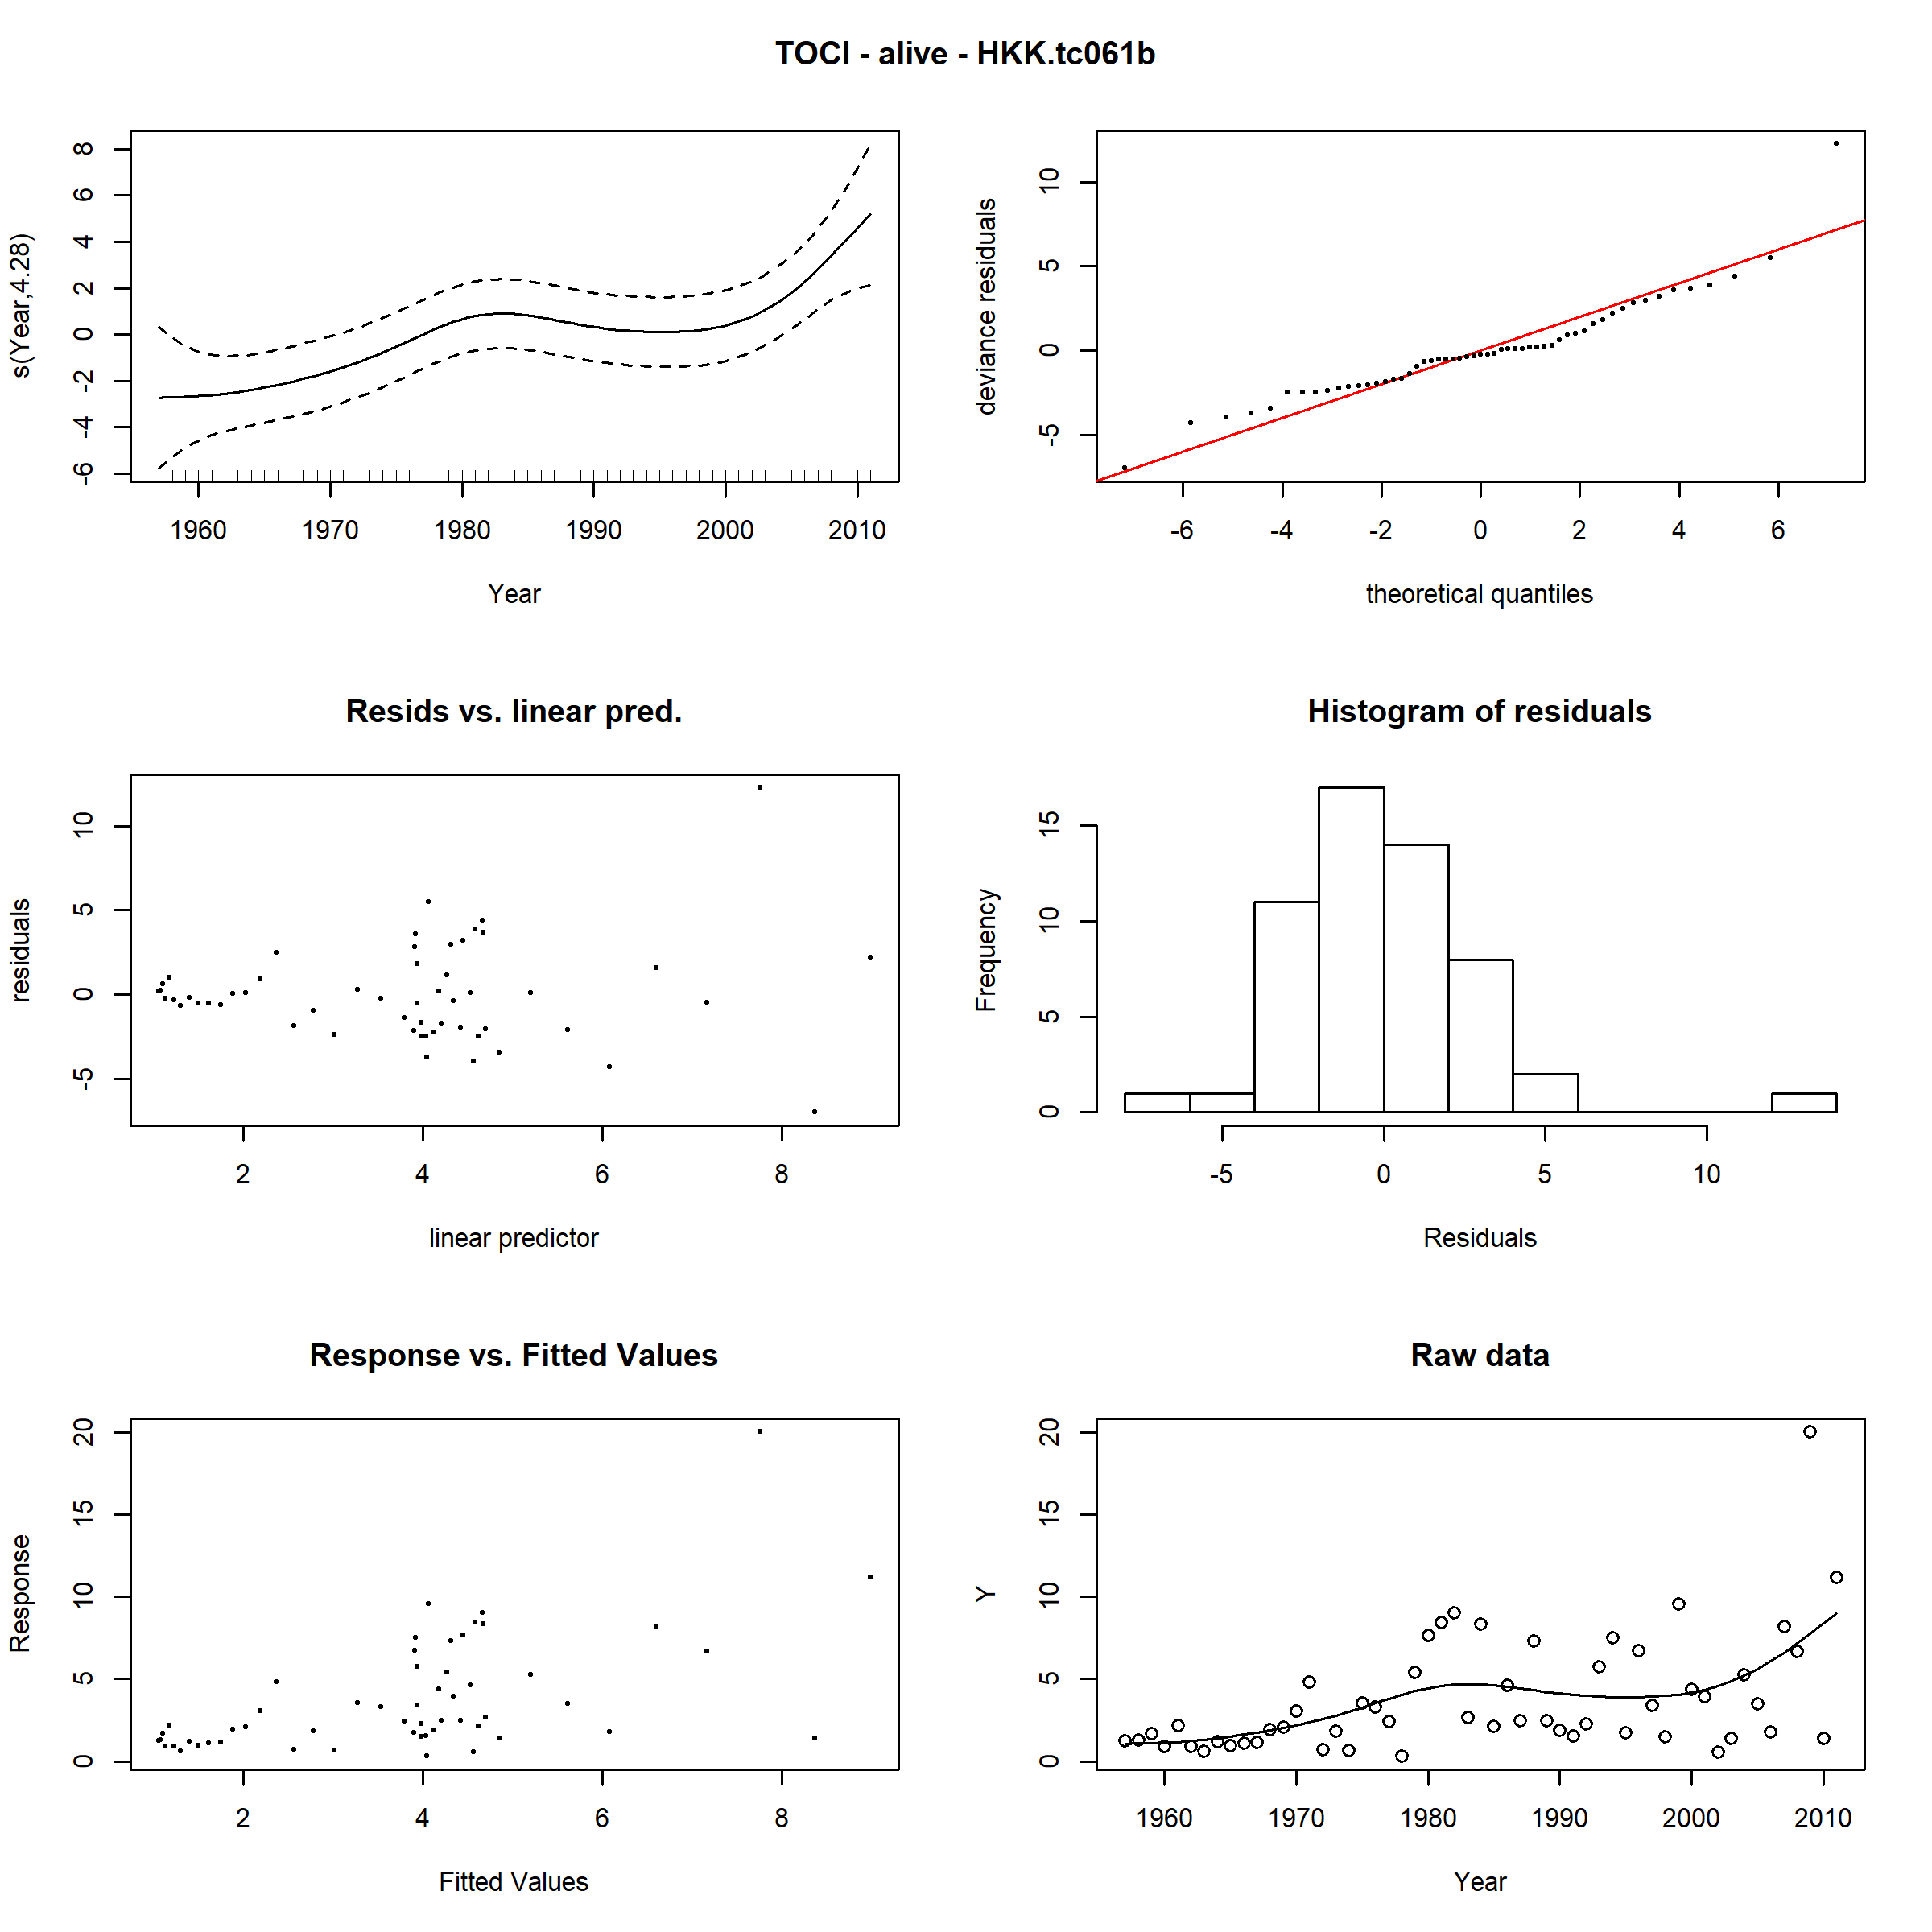 TOCI - alive - HKK.tc061b
s(Year,4.28)
8
6
4
2
0
-2
-4
-6
1960 1970 1980 1990 2000 2010
Year
deviance residuals
10
5
0
-5
-6 -4 -2 0 2 4 6
theoretical quantiles
Resids vs. linear pred.
residuals
10
5
0
-5
2 4 6 8
linear predictor
Histogram of residuals
Frequency
15
10
5
0
-5 0 5 10
Residuals
Response vs. Fitted Values
Response
20
15
10
5
0
2 4 6 8
Fitted Values
Raw data
Y
20
15
10
5
0
1960 1970 1980 1990 2000 2010
Year